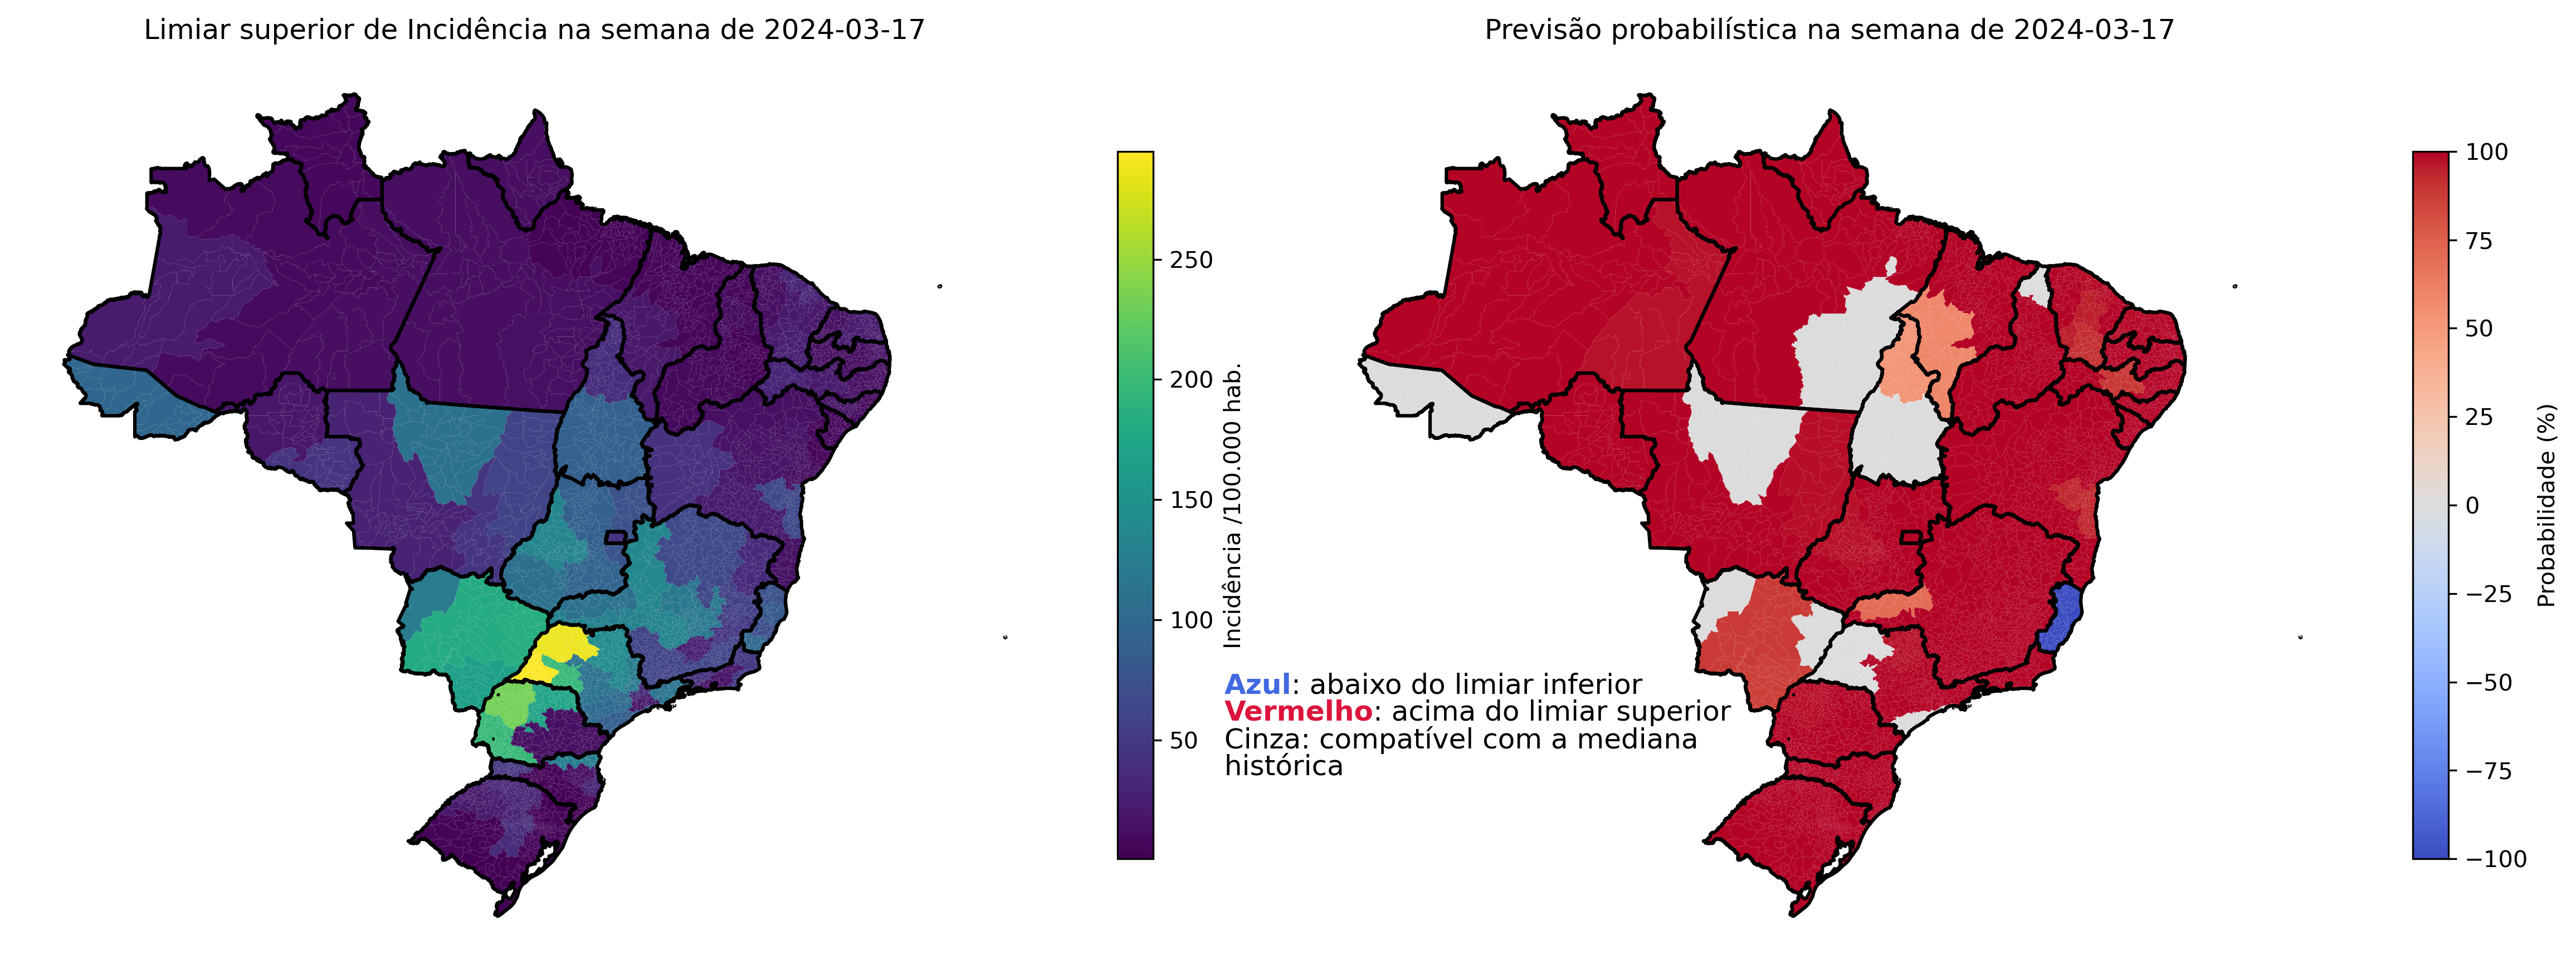 Limiar superior de Incidência na semana de 2024-03-17
250
200
150
100
50
Incidência /100.000 hab.
Azul: abaixo do limiar inferior
Vermelho: acima do limiar superior
Cinza: compatível com a mediana
histórica
Previsão probabilística na semana de 2024-03-17
100
75
50
25
0
−25
−50
−75
−100
Probabilidade (%)